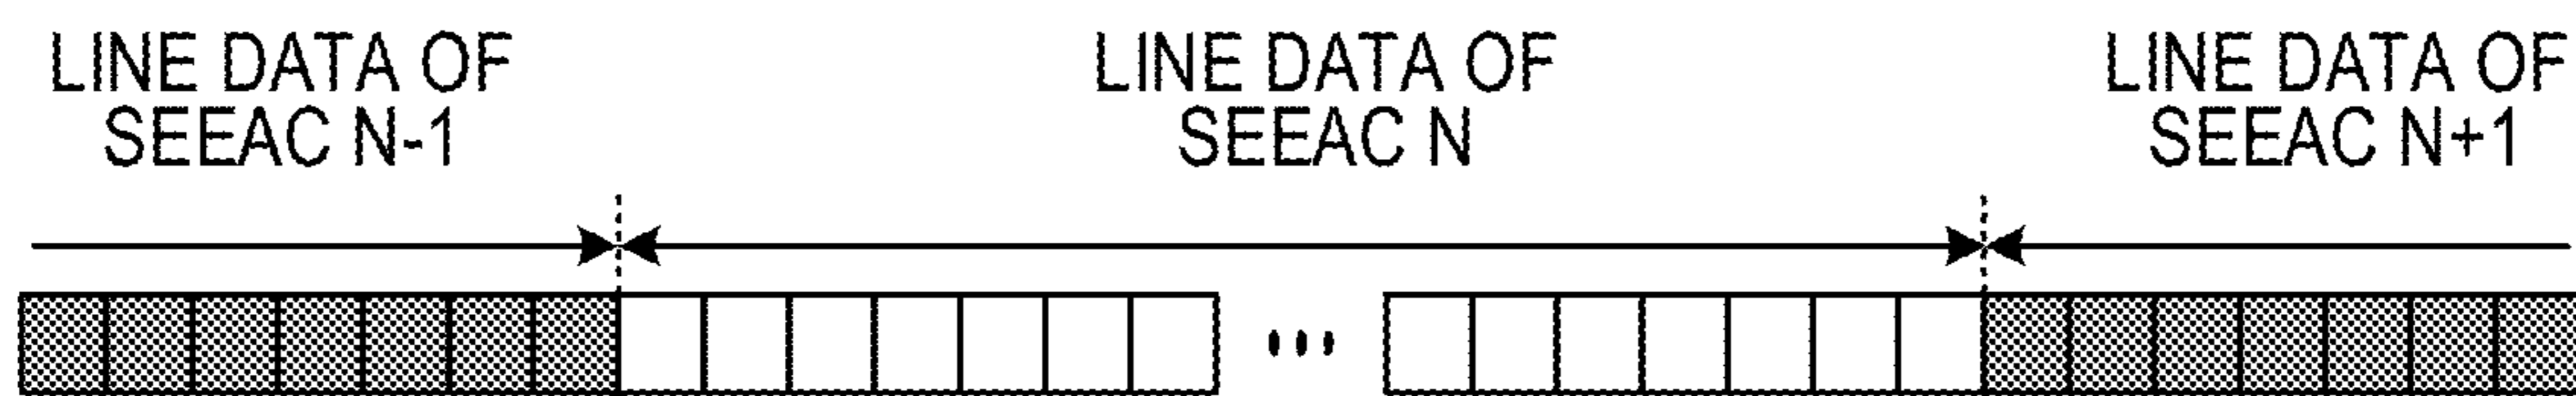 LINE DATA OF
SEEAC N-1
LINE DATA OF
SEEAC N
LINE DATA OF
SEEAC N+1